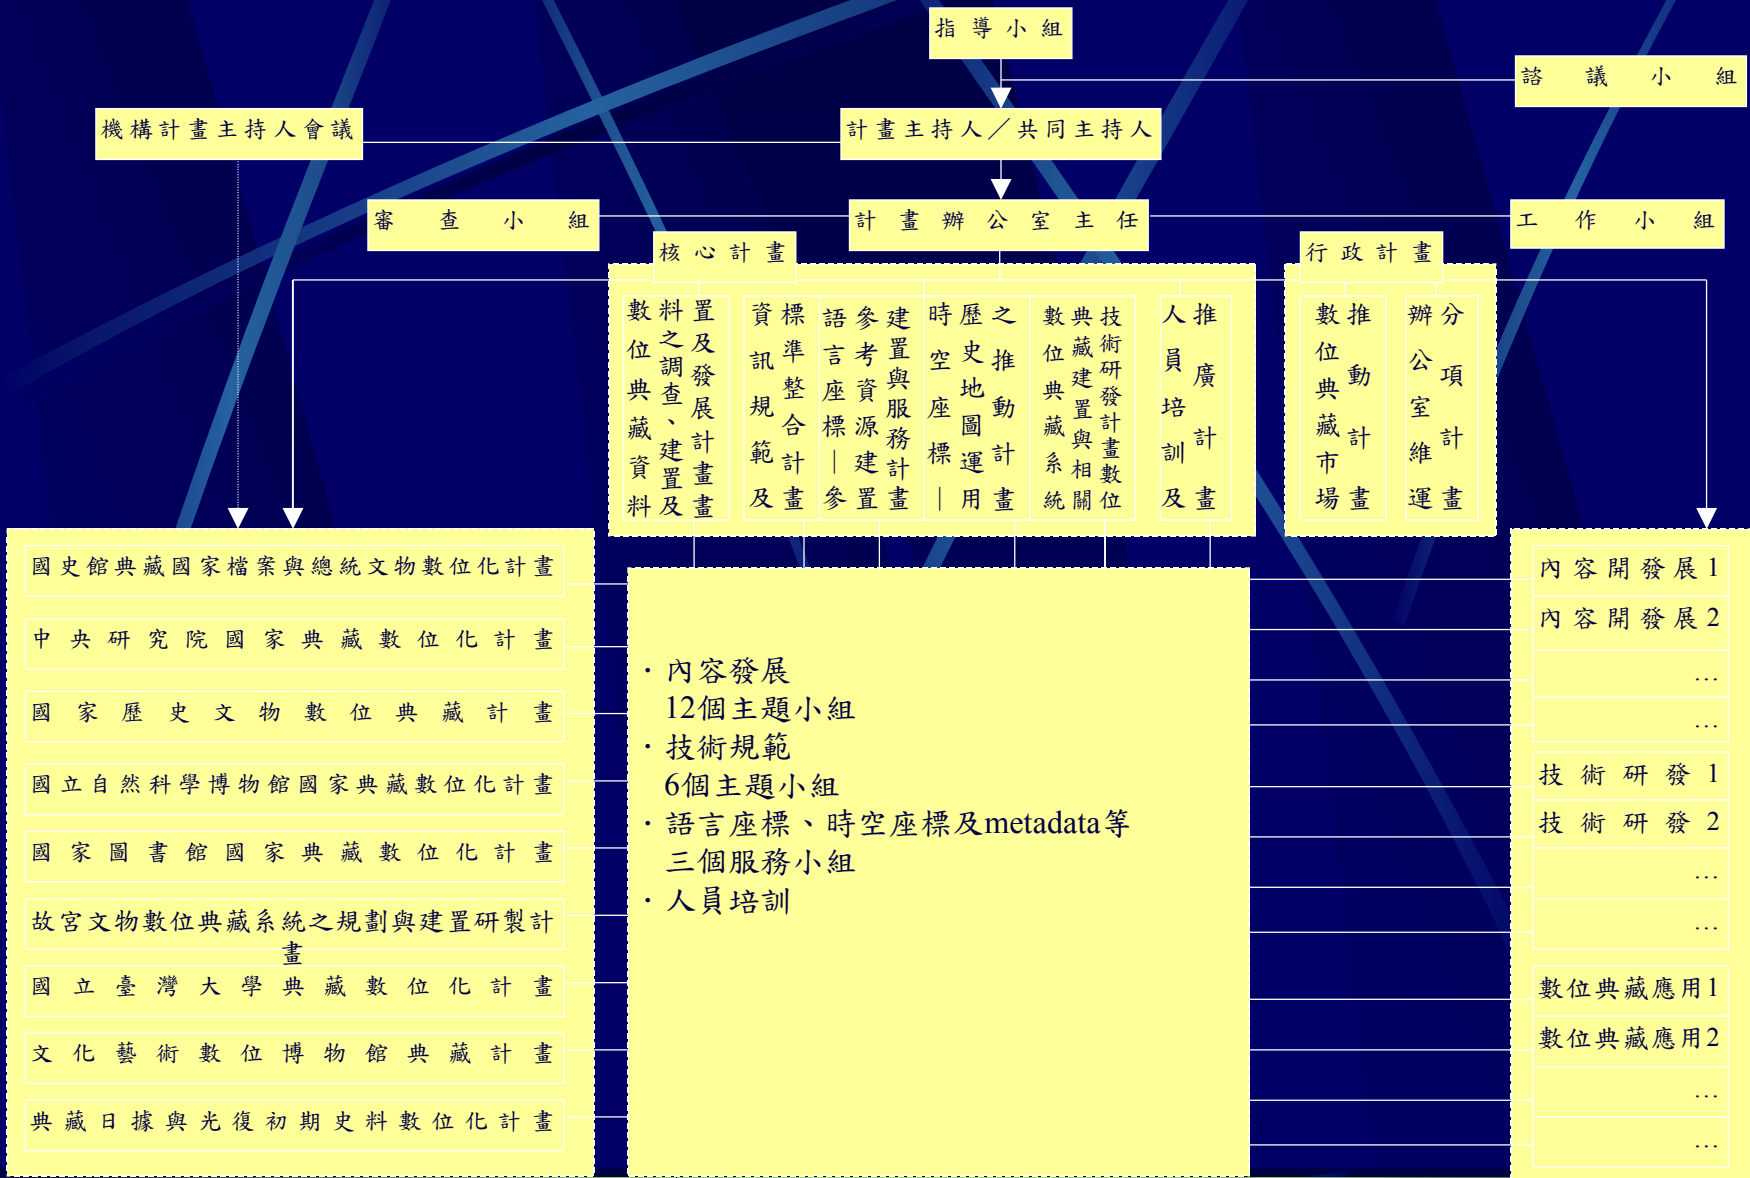 指導小組
諮議小組
機構計畫主持人會議
計畫主持人／共同主持人
審查小組
計畫辦公室主任
工作小組
核心計畫
行政計畫
數位典藏資料
料之調查、建置及
置及發展計畫畫
資訊規範及
標準整合計畫
語言座標｜參
參考資源建置
建置與服務計畫
時空座標｜
歷史地圖運用
之推動計畫
數位典藏系統
典藏建置與相關
技術研發計畫數位
人員培訓及
推廣計畫
數位典藏市場
推動計畫
辦公室維運
分項計畫
國史館典藏國家檔案與總統文物數位化計畫
中央研究院國家典藏數位化計畫
國家歷史文物數位典藏計畫
國立自然科學博物館國家典藏數位化計畫
國家圖書館國家典藏數位化計畫
故宮文物數位典藏系統之規劃與建置研製計
畫
國立臺灣大學典藏數位化計畫
文化藝術數位博物館典藏計畫
典藏日據與光復初期史料數位化計畫
·內容發展
12個主題小組
·技術規範
6個主題小組
·語言座標、時空座標及metadata等
三個服務小組
·人員培訓
內容開發展1
內容開發展2
…
…
技術研發1
技術研發2
…
…
數位典藏應用1
數位典藏應用2
…
…